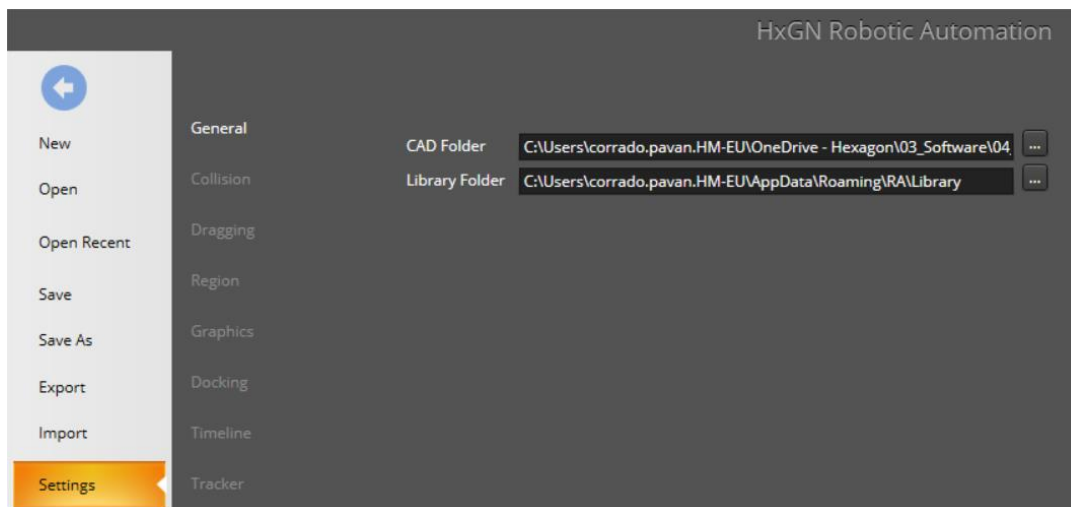 HxGN Robotic Automation
New
Open
Open Recent
Save
Save As
Export
Import
Settings
General
Collision
Dragging
Region
Graphics
Docking
Timeline
Tracker
CAD Folder C:\Users\corrado.pavan.HM-EU\OneDrive - Hexagon\03_Software\04_ ...
Library Folder C:\Users\corrado.pavan.HM-EU\AppData\Roaming\RA\Library ...